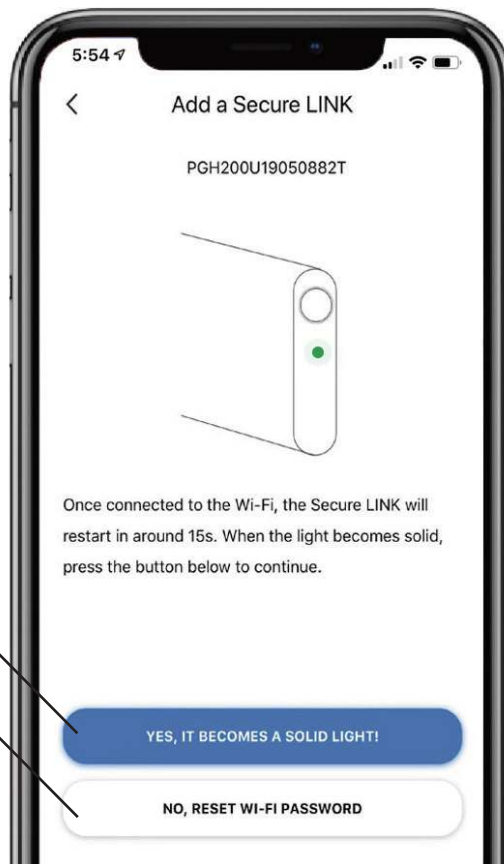 5:54
Add a Secure LINK
PGH200U19050882T
Once connected to the Wi-Fi, the Secure LINK will
restart in around 15s. When the light becomes solid,
press the button below to continue.
YES, IT BECOMES A SOLID LIGHT!
NO, RESET WI-FI PASSWORD